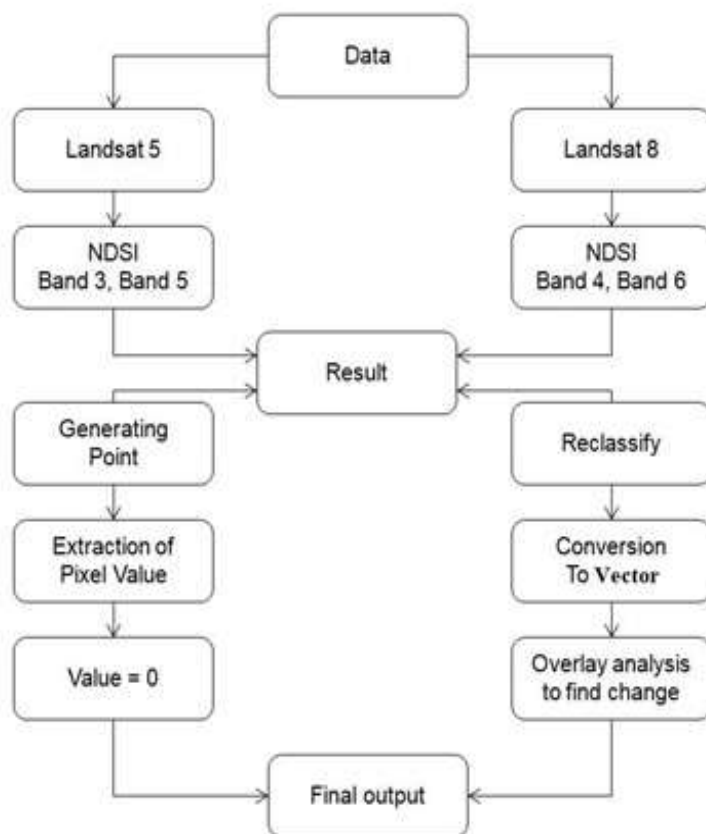 Data
Landsat 5
Landsat 8
NDSI
Band 3, Band 5
NDSI
Band 4, Band 6
Result
Generating
Point
Reclassify
Extraction of
Pixel Value
Conversion
To Vector
Value = 0
Overlay analysis
to find change
Final output